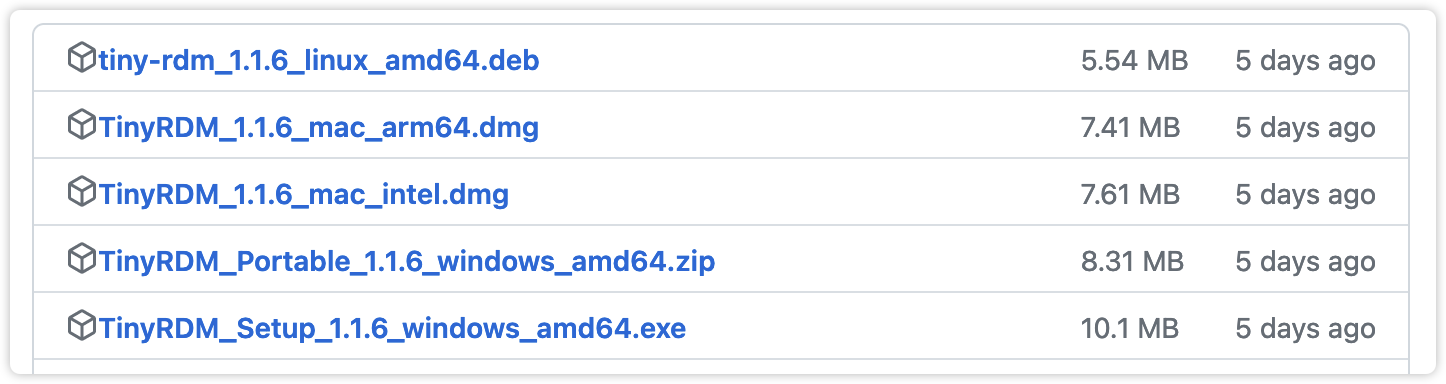 tiny-rdm_1.1.6_linux_amd64.deb 5.54 MB 5 days ago
TinyRDM_1.1.6_mac_arm64.dmg 7.41 MB 5 days ago
TinyRDM_1.1.6_mac_intel.dmg 7.61 MB 5 days ago
TinyRDM_Portable_1.1.6_windows_amd64.zip 8.31 MB 5 days ago
TinyRDM_Setup_1.1.6_windows_amd64.exe 10.1 MB 5 days ago